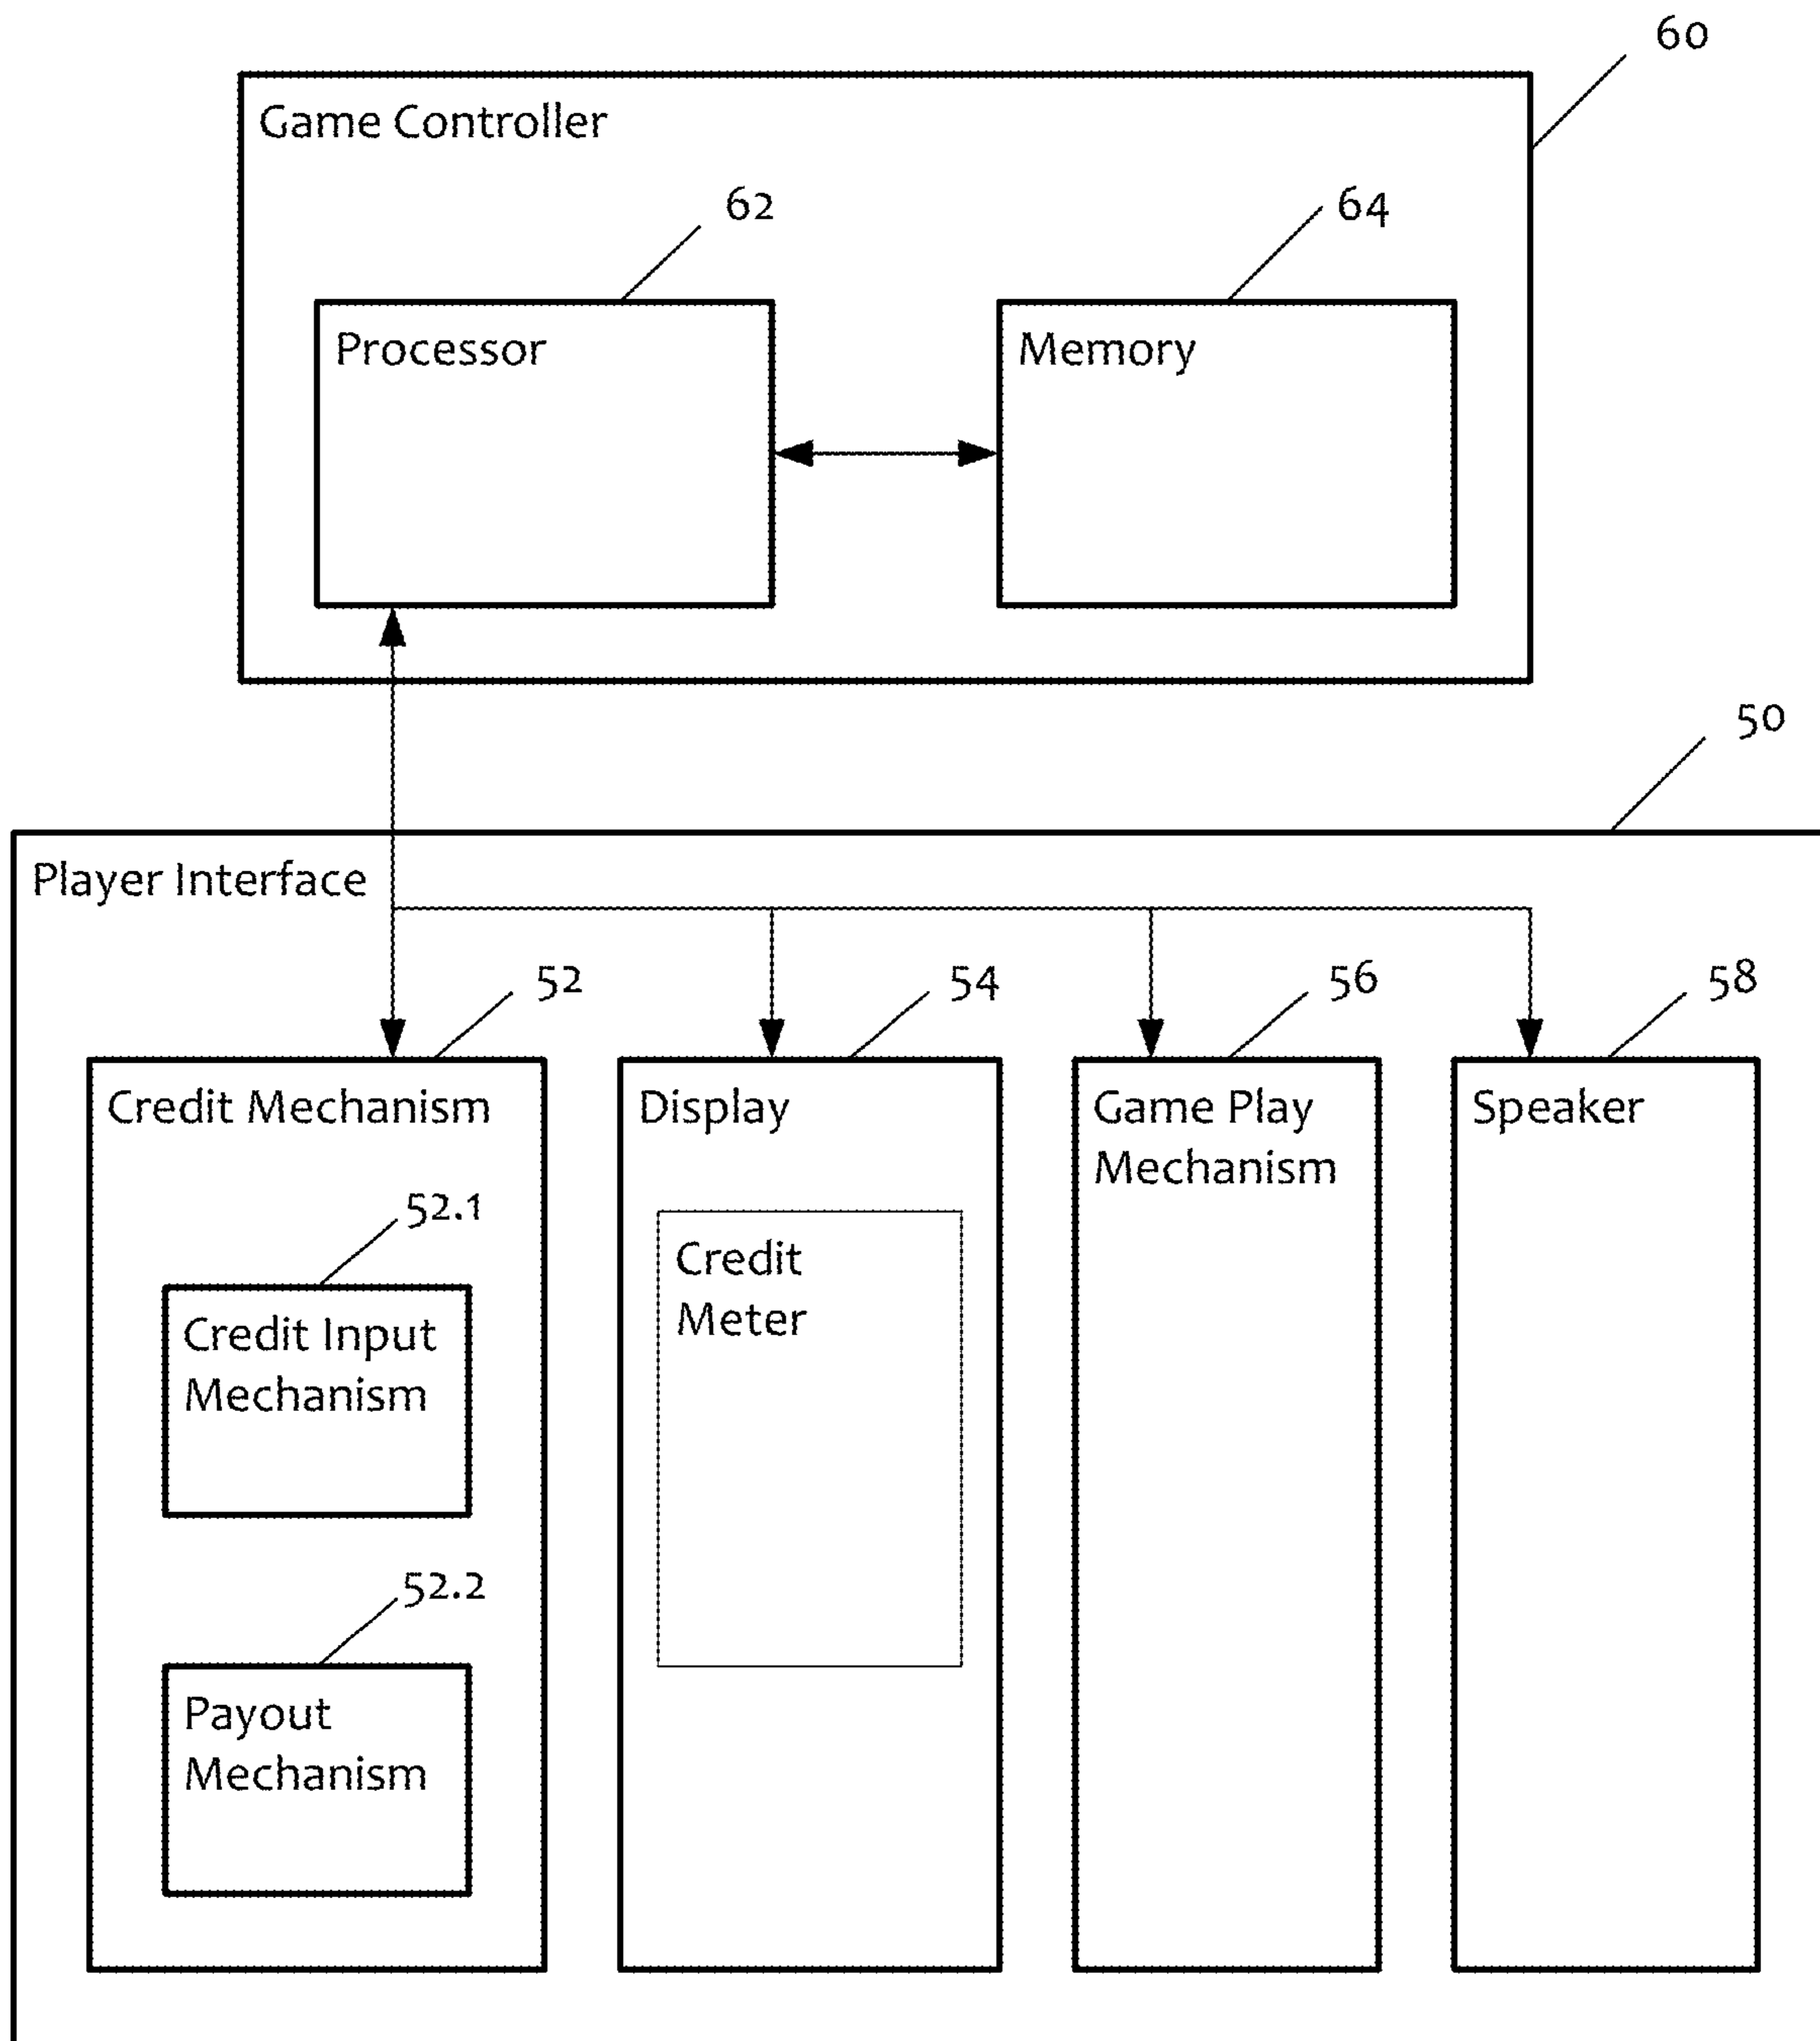 60
Game Controller
62
64
Processor
Memory
50
Player Interface
52
54
56
58
Credit Mechanism
Display
Game Play
Mechanism
Speaker
52.1
Credit Input
Mechanism
Credit
Meter
52.2
Payout
Mechanism